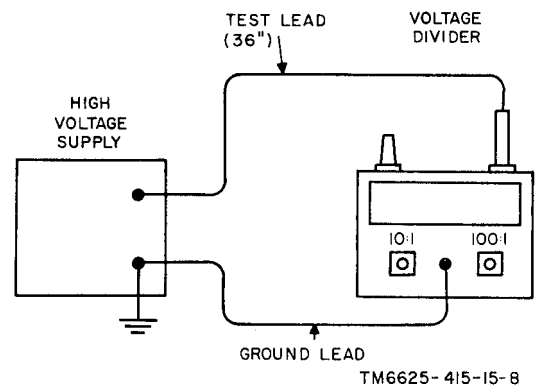 TEST LEAD
(36")
VOLTAGE
DIVIDER
HIGH
VOLTAGE
SUPPLY
10:1
100:1
GROUND LEAD
TM6625-415-15-8